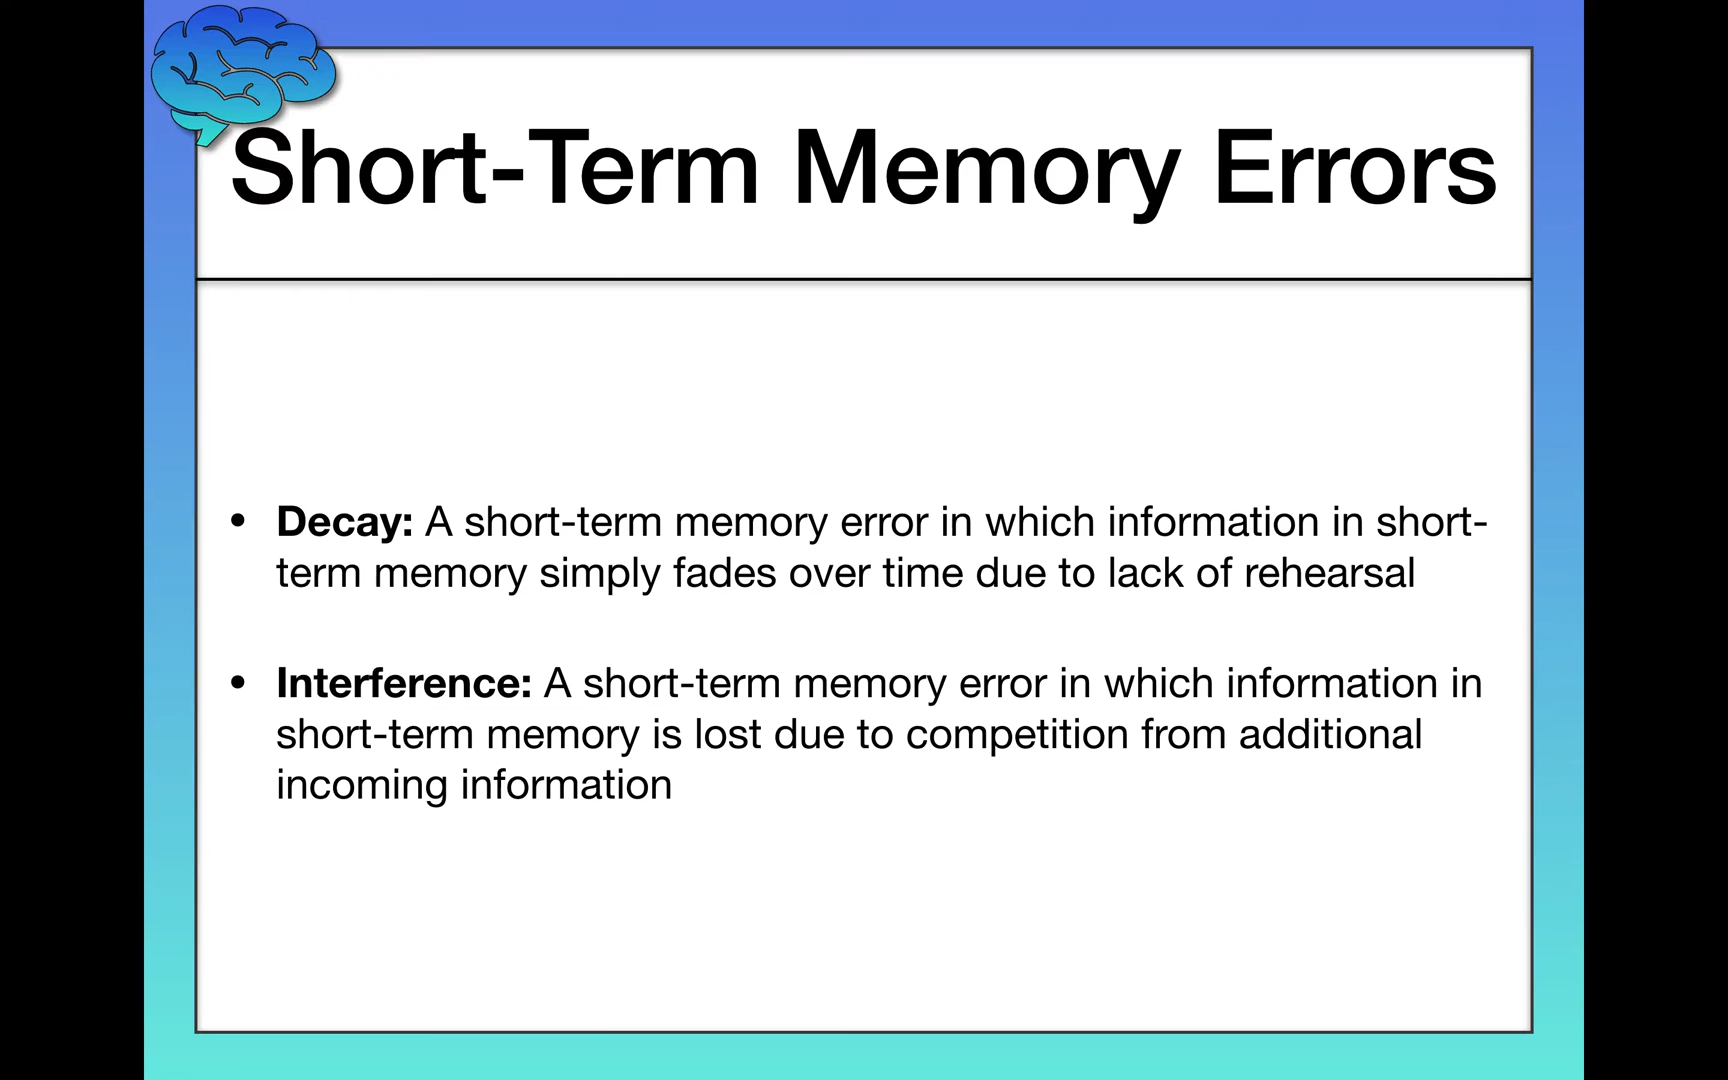 Short-Term Memory Errors
• Decay: A short-term memory error in which information in short-
term memory simply fades over time due to lack of rehearsal
• Interference: A short-term memory error in which information in
short-term memory is lost due to competition from additional
incoming information